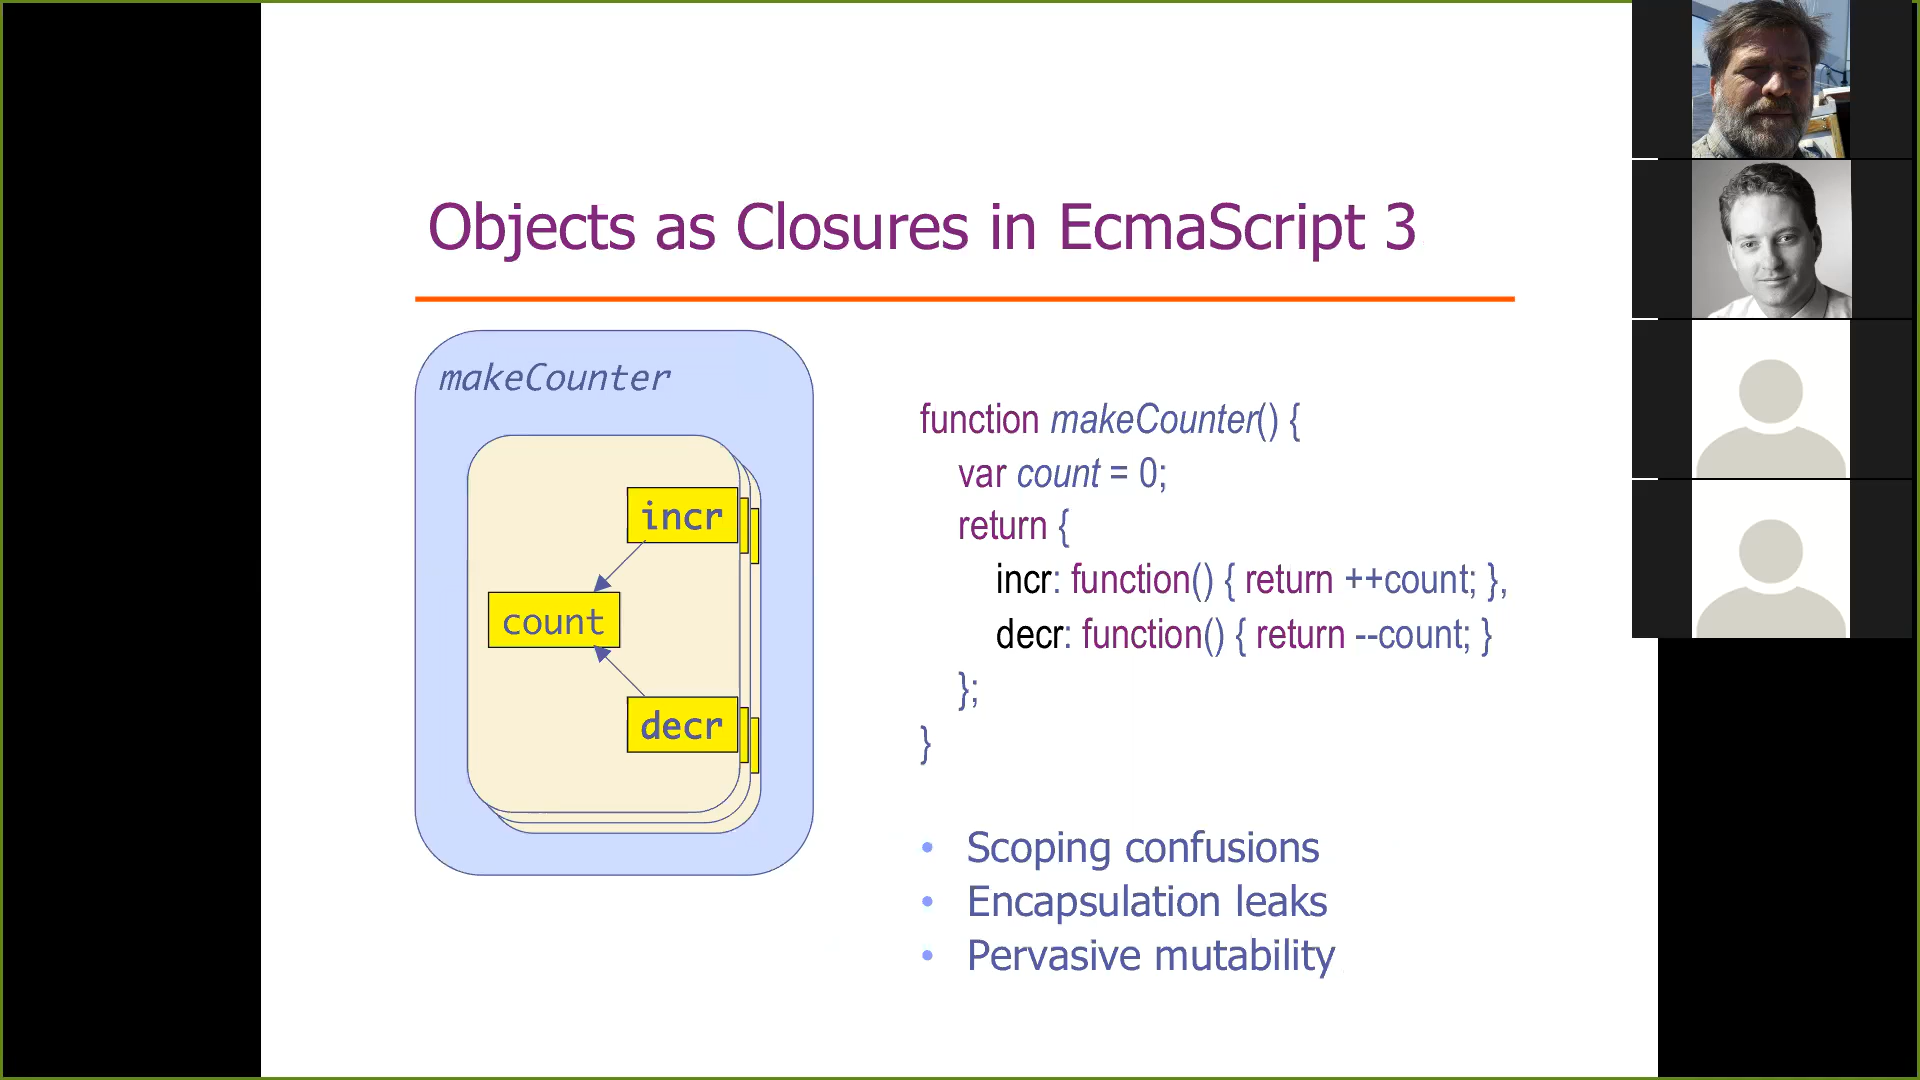 Objects as Closures in EcmaScript 3
makeCounter
incr
count
decr
function makeCounter() {
var count = 0;
return {
incr: function() { return ++count; },
decr: function() { return --count; }
};
}
• Scoping confusions
• Encapsulation leaks
• Pervasive mutability